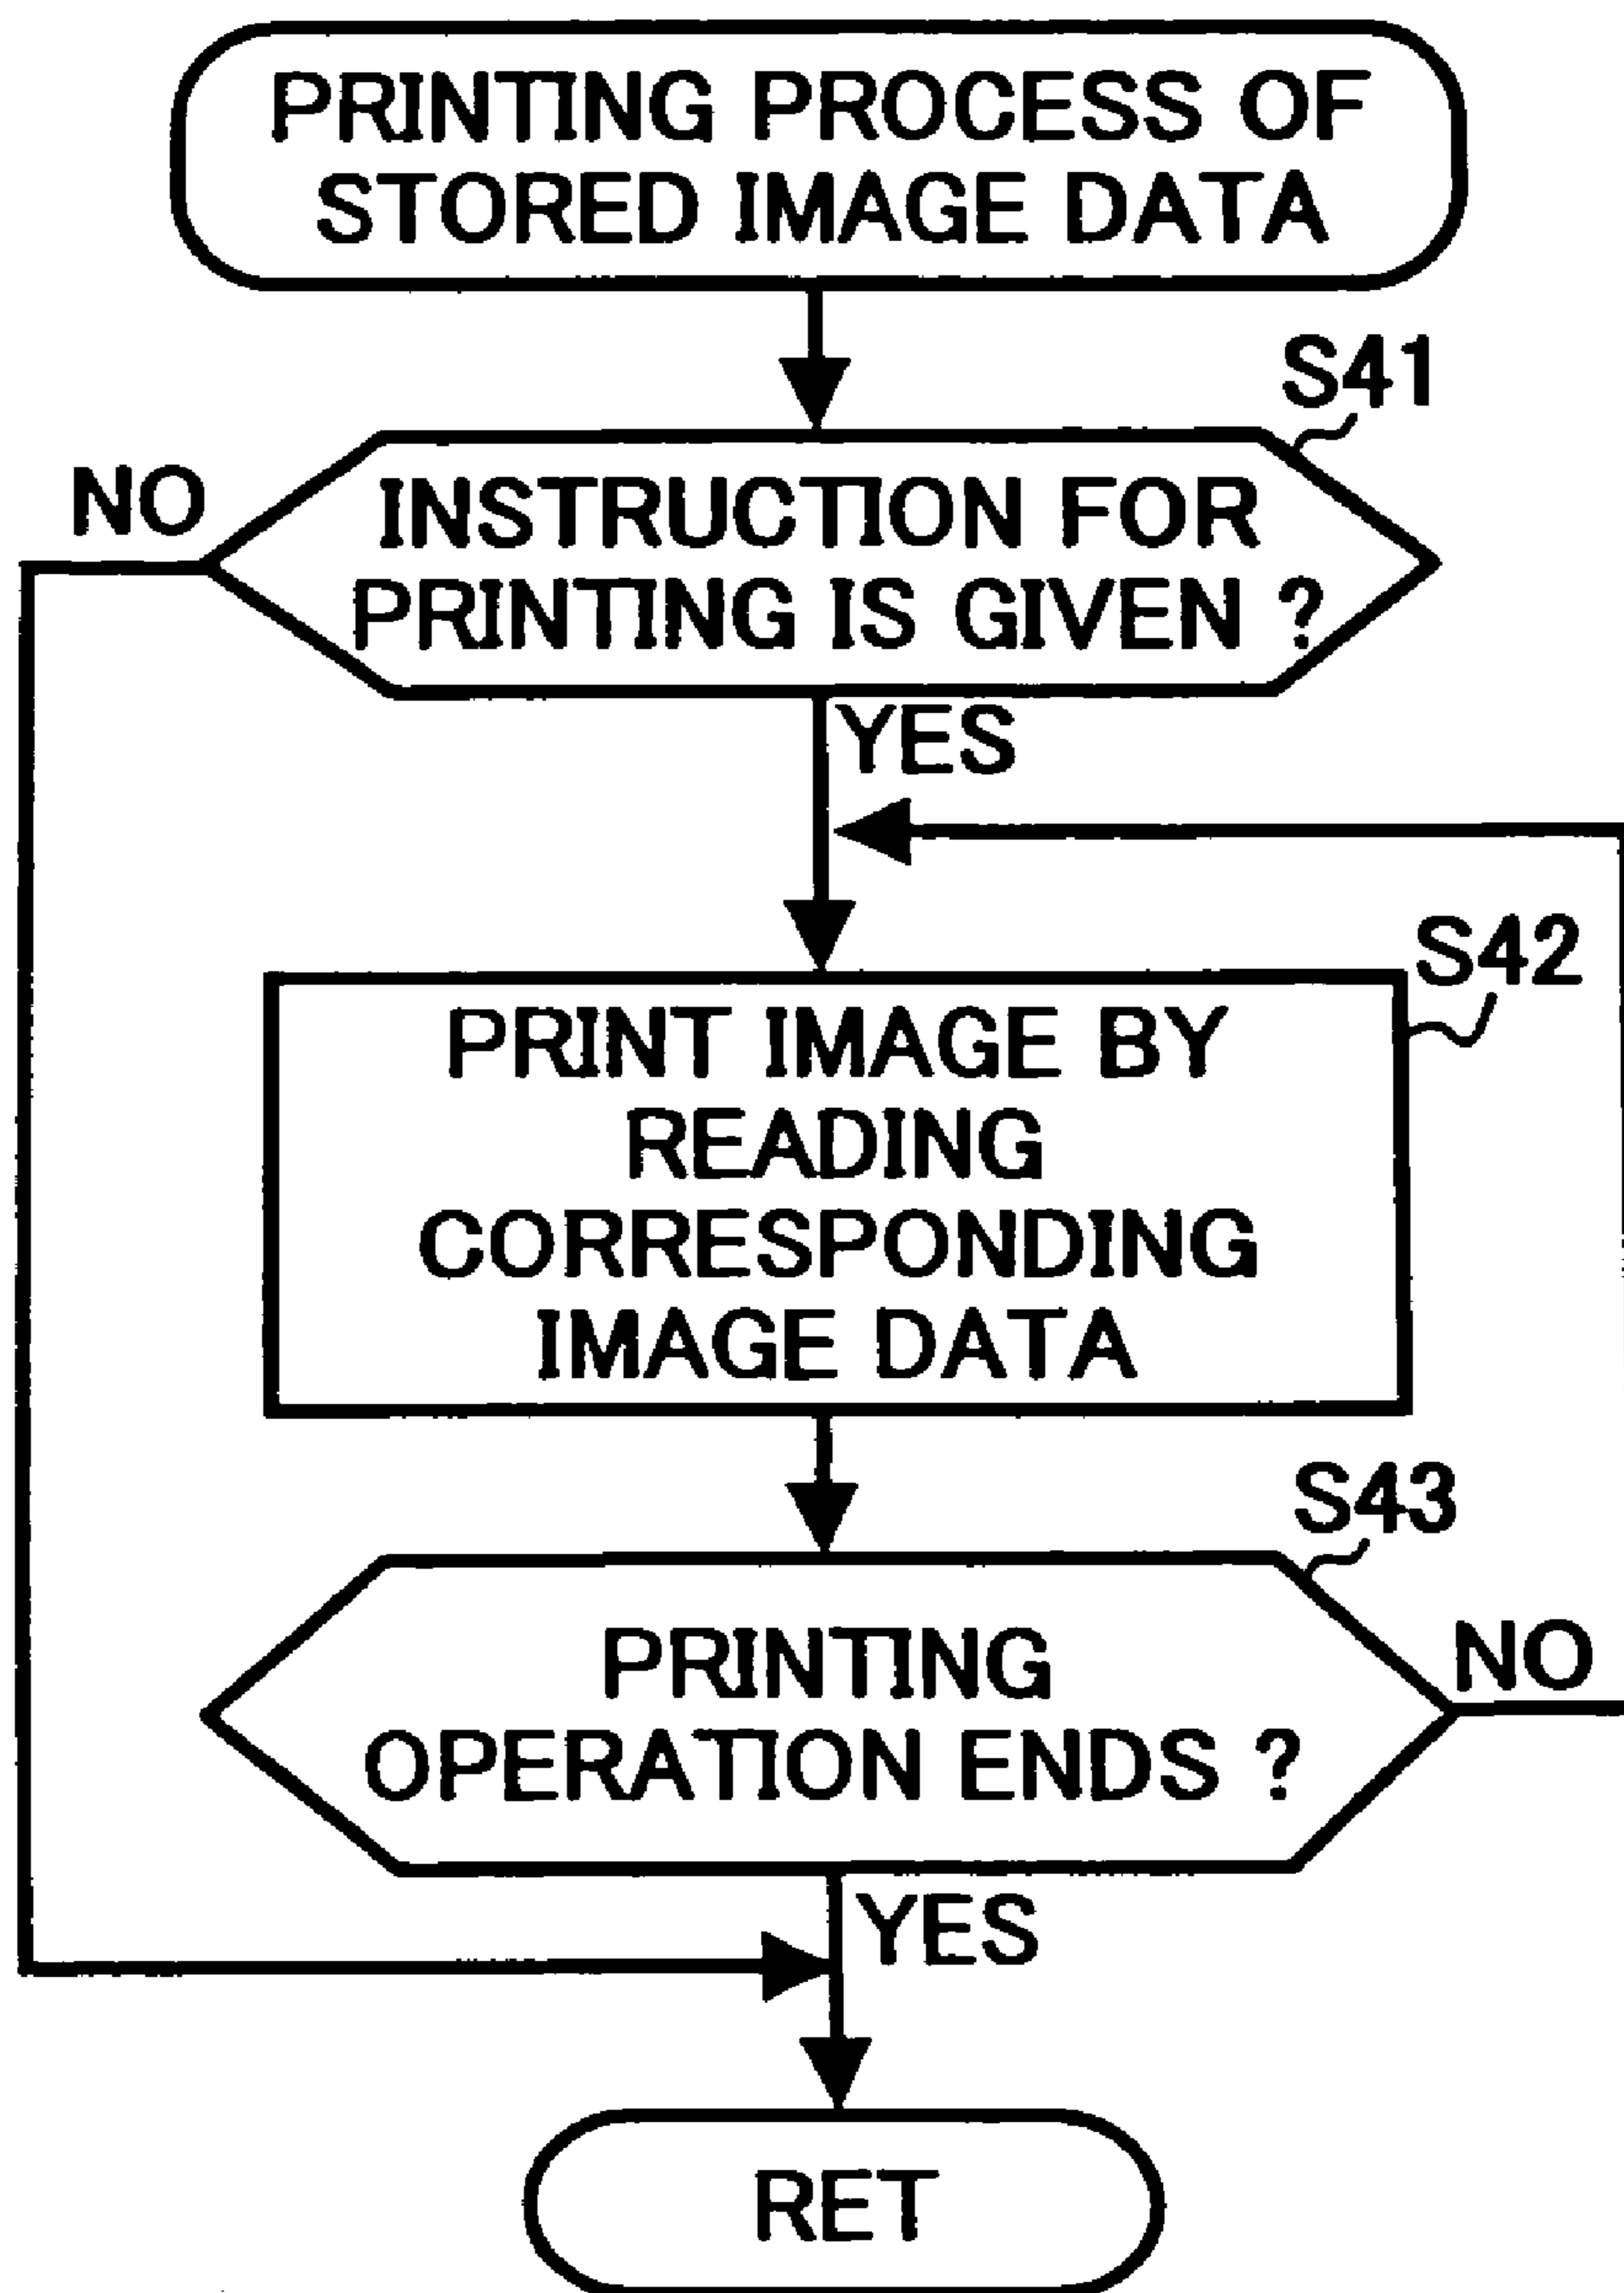 PRINTING PROCESS OF
STORED IMAGE DATA
S41
NO
INSTRUCTION FOR
PRINTING IS GIVEN ?
YES
S42
PRINT IMAGE BY
READING
CORRESPONDING
IMAGE DATA
S43
PRINTING
OPERATION ENDS ?
NO
YES
RET